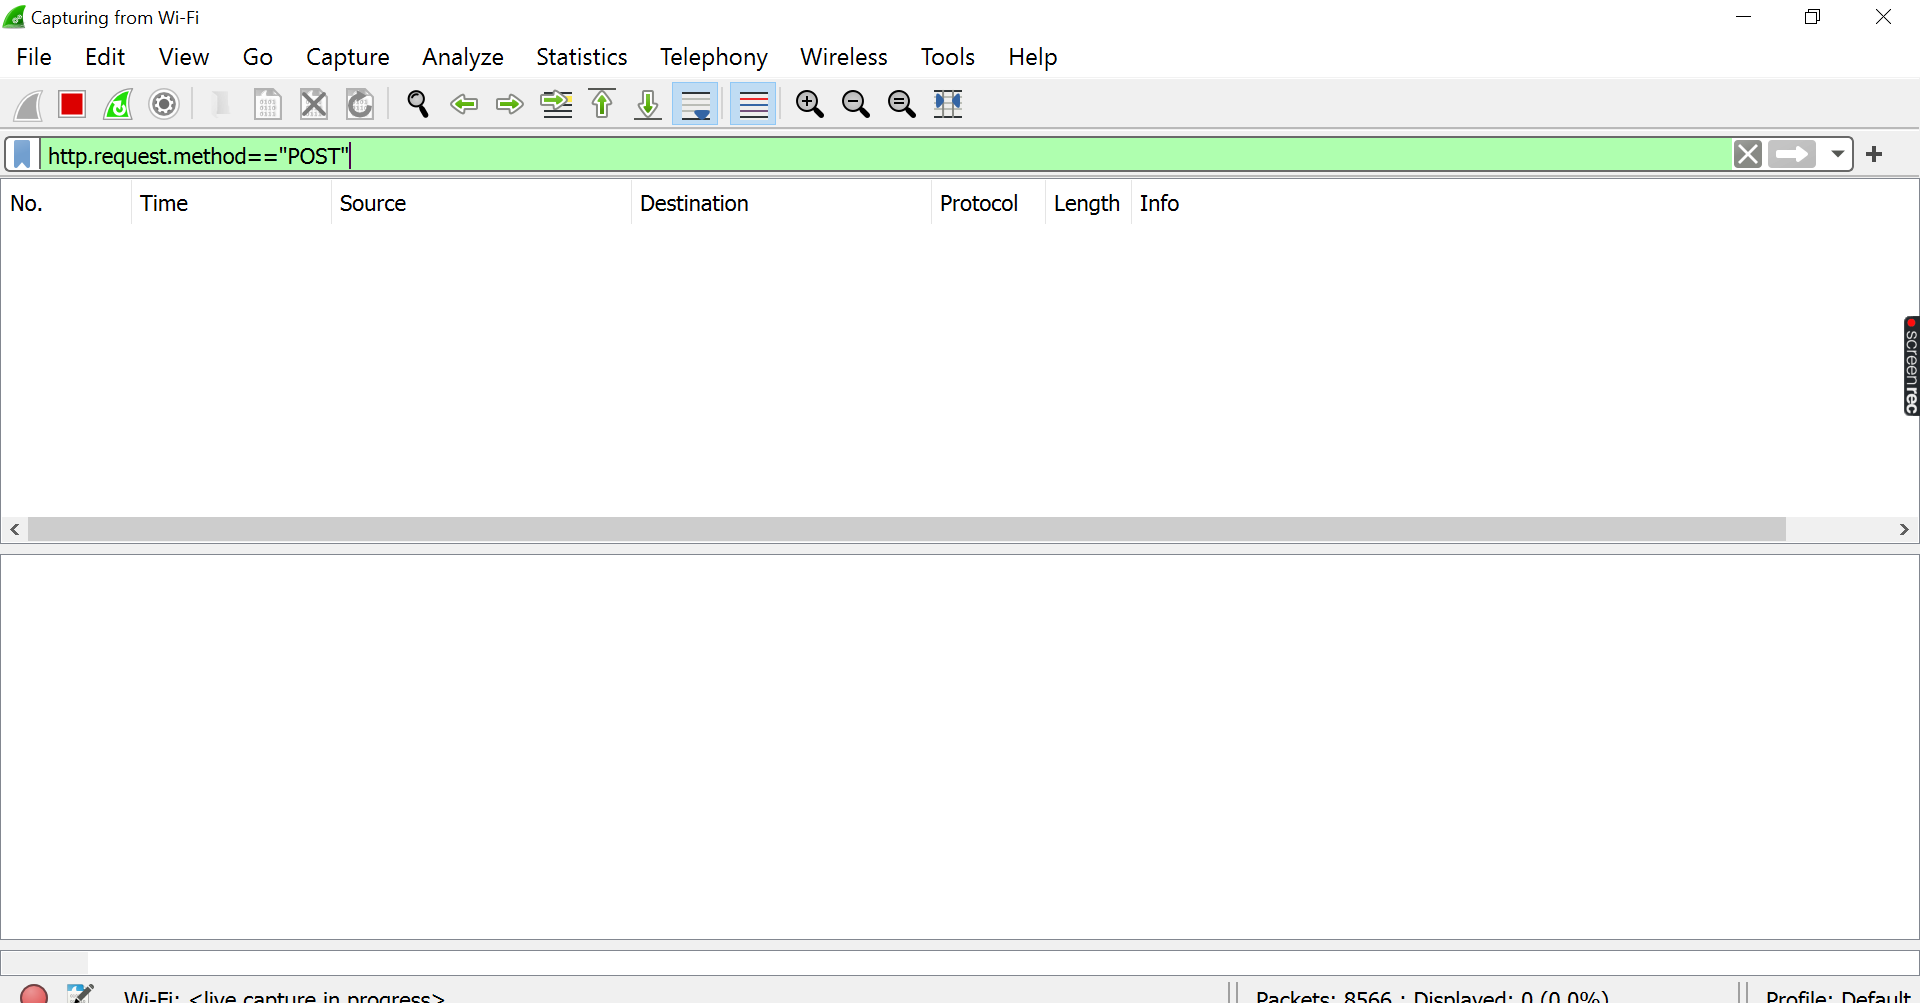 Capturing from Wi-Fi
File Edit View Go Capture Analyze Statistics Telephony Wireless Tools Help
http.request.method=="POST"
No. Time Source Destination Protocol Length Info
screenrec
Wi-Fi: <live capture in progress> Packets: 8566 · Displayed: 0 (0.0%) Profile: Default